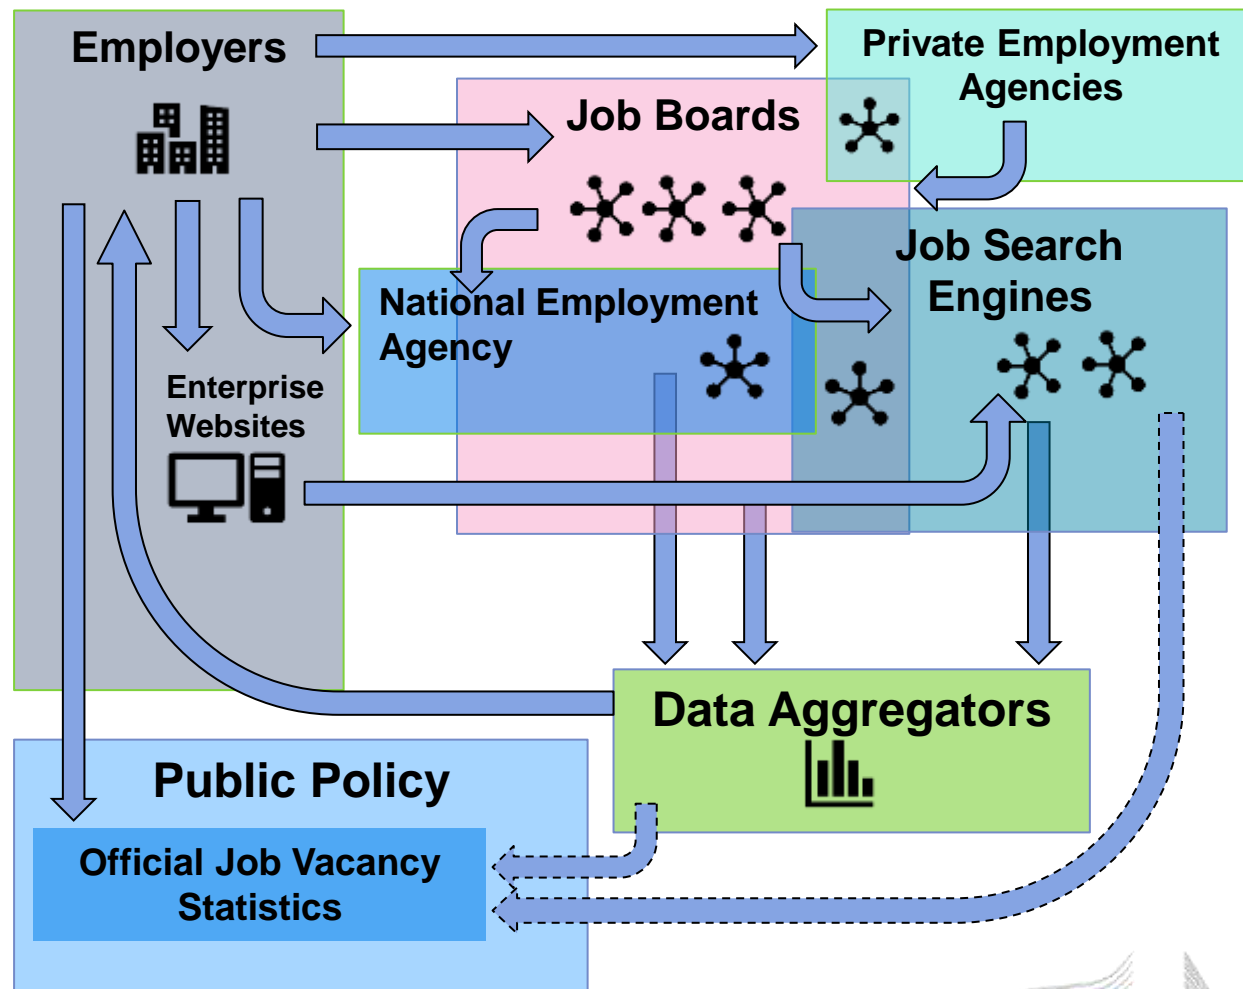 Employers
Private Employment
Agencies
Job Boards
Job Search
Engines
National Employment
Agency
Enterprise
Websites
Data Aggregators
Public Policy
Official Job Vacancy
Statistics